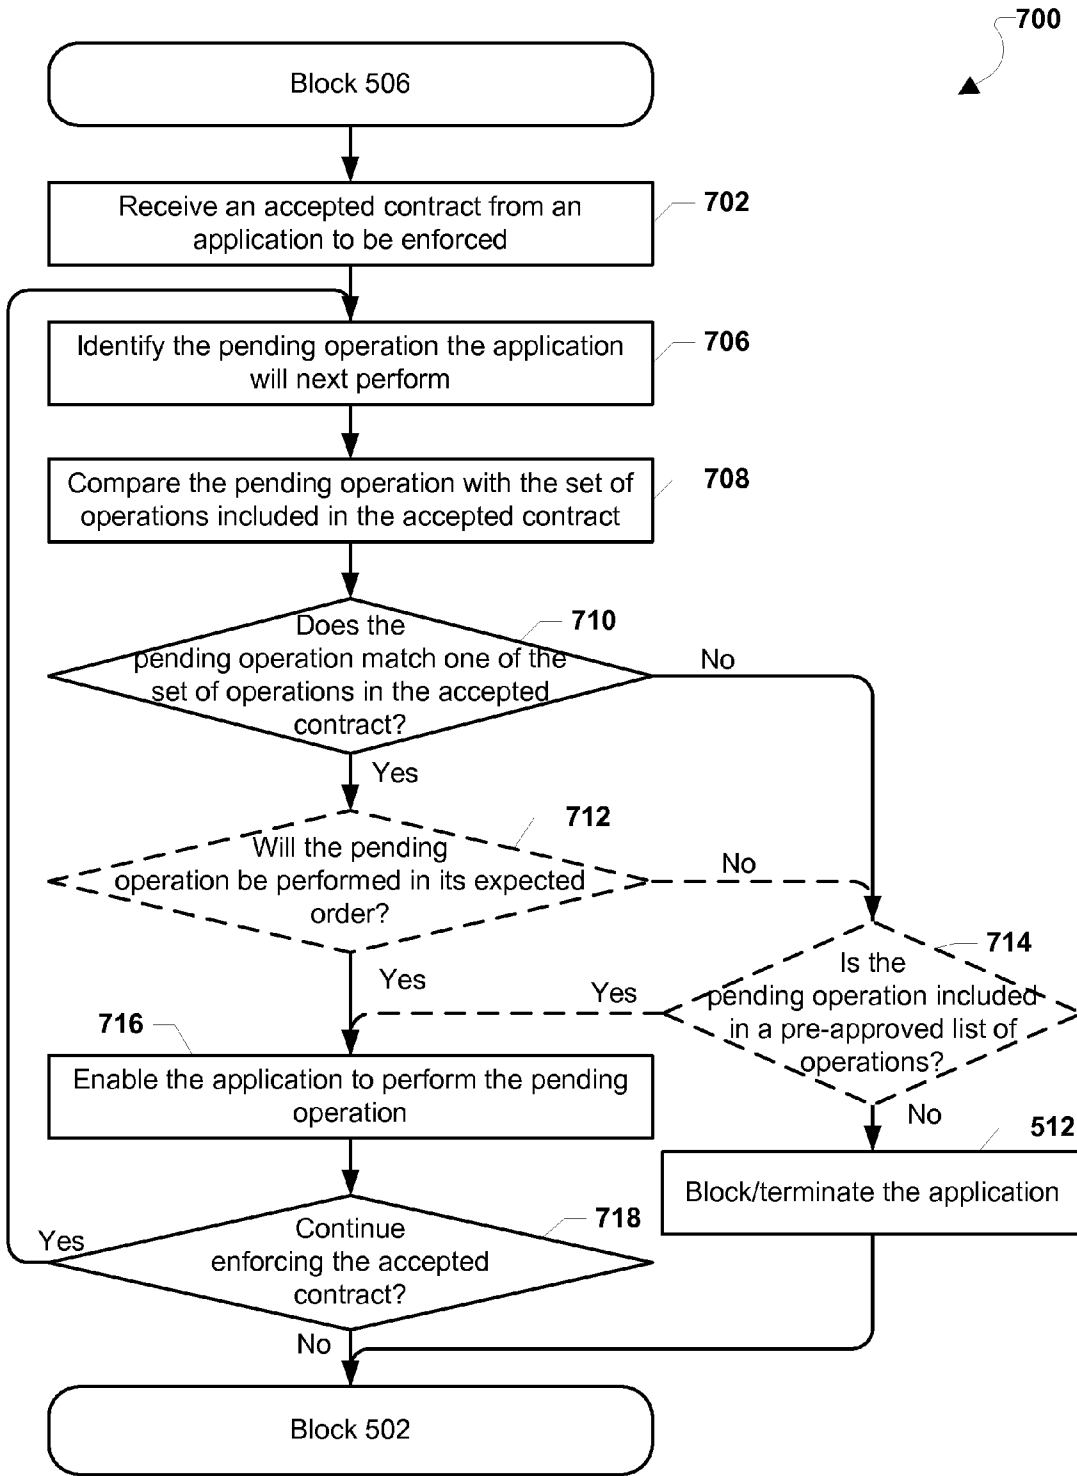 700
Block 506
Receive an accepted contract from an
application to be enforced
702
Identify the pending operation the application
will next perform
706
Compare the pending operation with the set of
operations included in the accepted contract
708
Does the
pending operation match one of the
set of operations in the accepted
contract?
710
No
Yes
Will the pending
operation be performed in its expected
order?
712
No
Yes
Is the
pending operation included
in a pre-approved list of
operations?
714
Yes
No
716
Enable the application to perform the pending
operation
512
Block/terminate the application
Continue
enforcing the accepted
contract?
718
Yes
No
Block 502